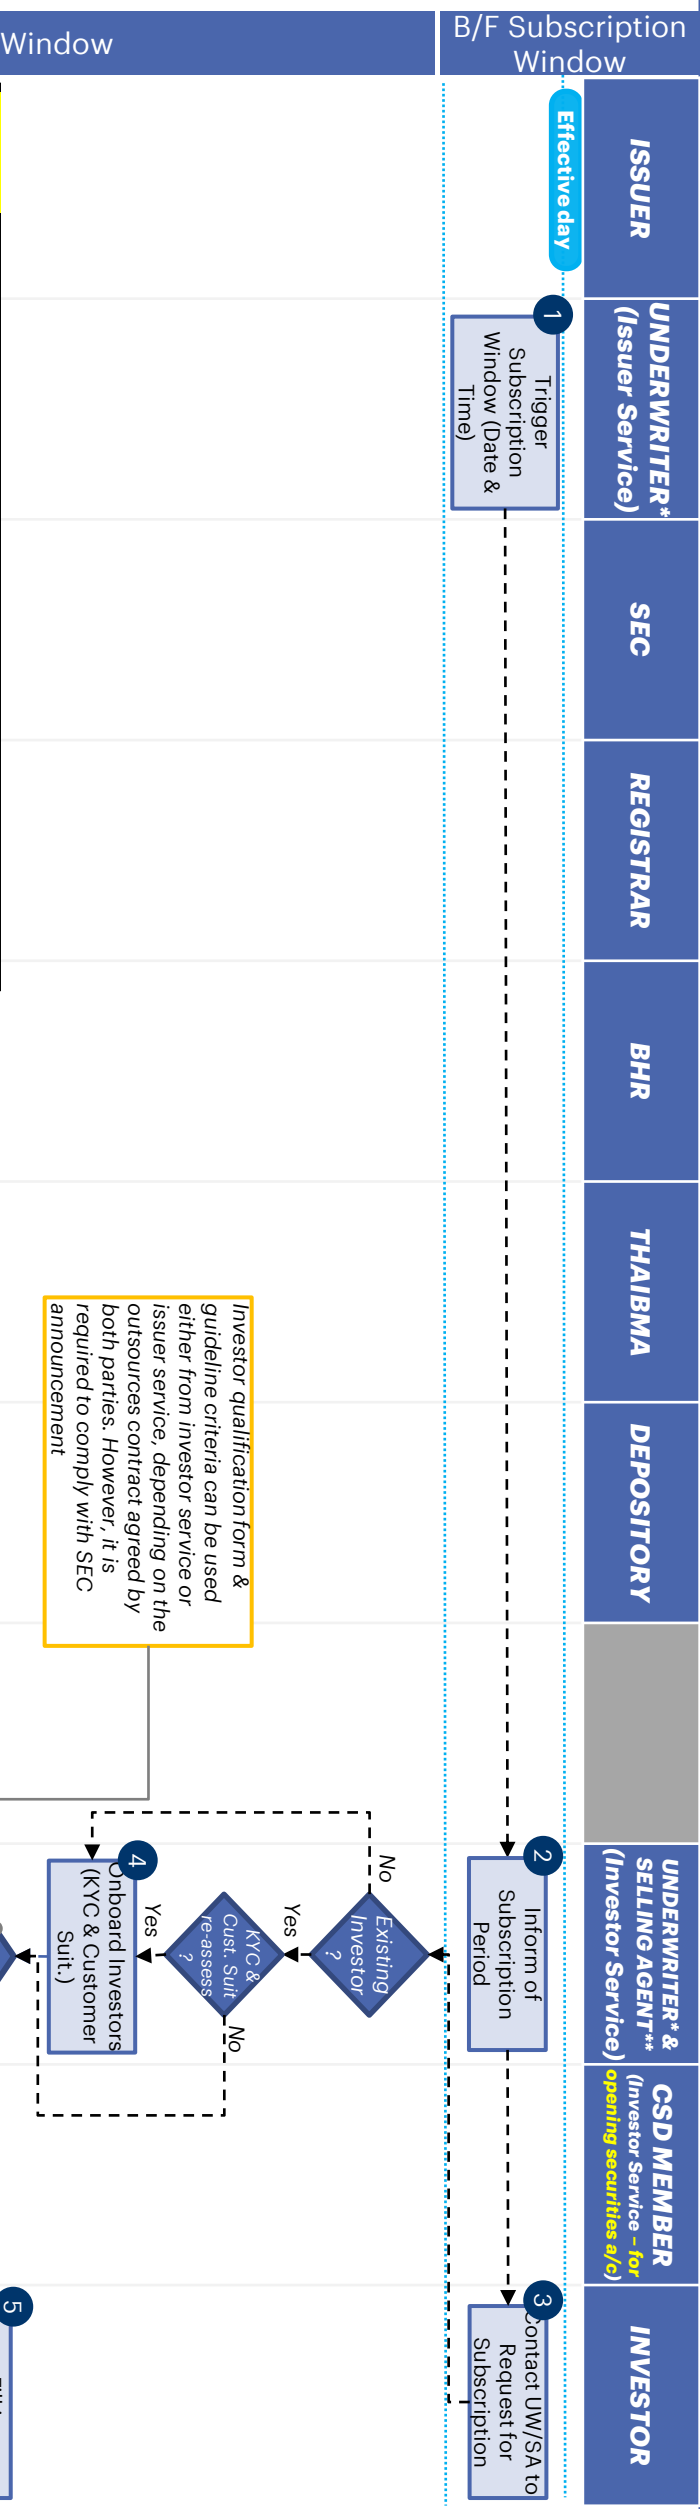 Window
B/F Subscription
Window
ISSUER
UNDERWRITER*
(Issuer Service)
SEC
REGISTRAR
BHR
THAIBMA
DEPOSITORY
UNDERWRITER* &
SELLING AGENT**
(Investor Service)
CSD MEMBER
(Investor Service – for
opening securities a/c)
INVESTOR
Effective day
1
Trigger
Subscription
Window (Date &
Time)
2
Inform of
Subscription
Period
3
Contact UW/SA to
Request for
Subscription
Existing
Investor
?
No
Yes
KYC &
Cust. Suit
re-assess
?
No
Yes
4
Onboard Investors
(KYC & Customer
Suit.)
Investor qualification form &
guideline criteria can be used
either from investor service or
issuer service, depending on the
outsources contract agreed by
both parties. However, it is
required to comply with SEC
announcement
5